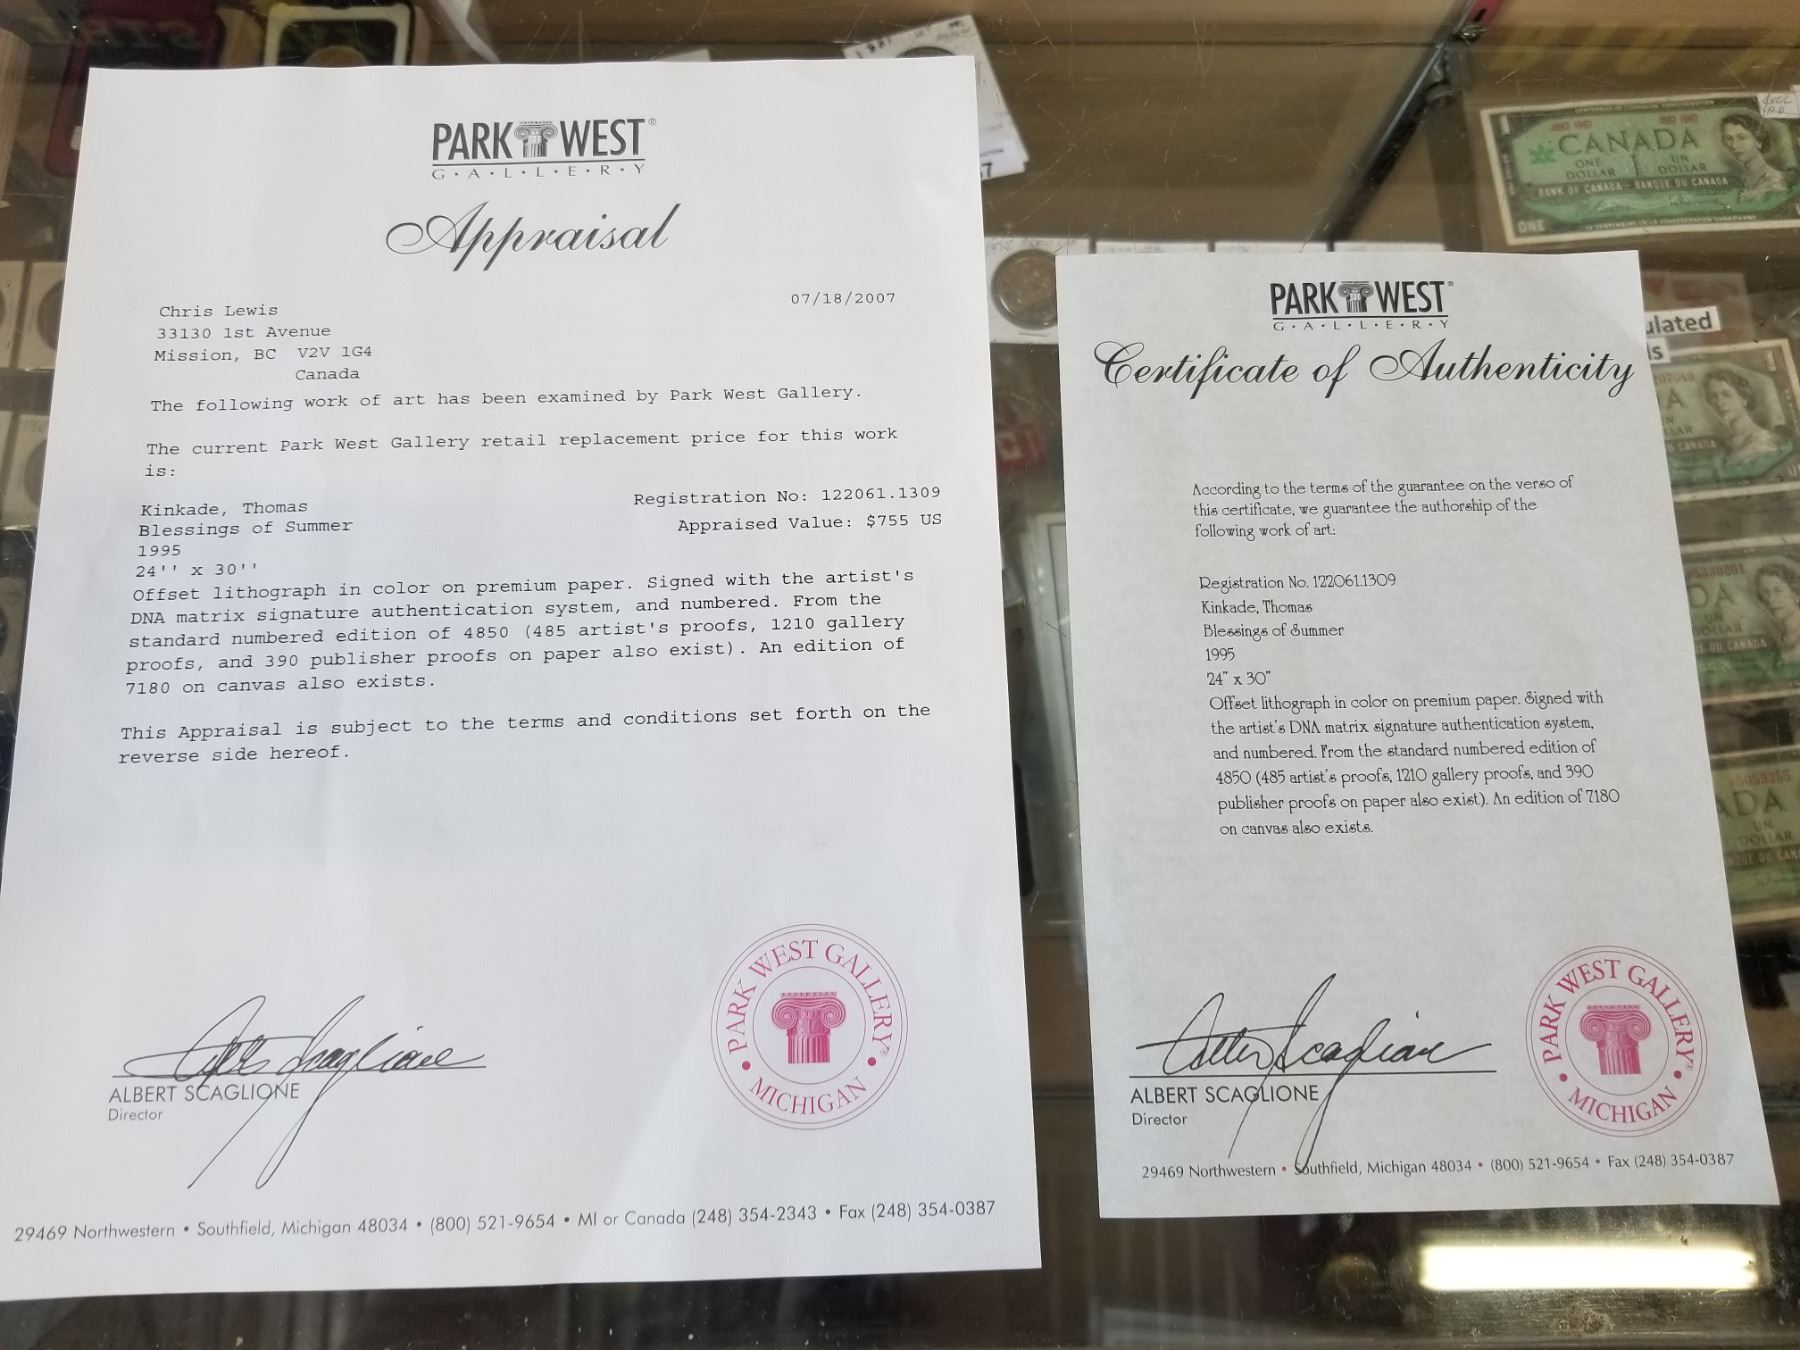 PARK WEST®
G·A·L·L·E·R·Y
Appraisal
07/18/2007
Chris Lewis
33130 1st Avenue
Mission, BC V2V 1G4
Canada
The following work of art has been examined by Park West Gallery.
The current Park West Gallery retail replacement price for this work
is:
Kinkade, Thomas
Registration No: 122061.1309
Blessings of Summer
Appraised Value: $755 US
1995
24'' x 30''
Offset lithograph in color on premium paper. Signed with the artist's
DNA matrix signature authentication system, and numbered. From the
standard numbered edition of 4850 (485 artist's proofs, 1210 gallery
proofs, and 390 publisher proofs on paper also exist). An edition of
7180 on canvas also exists.
This Appraisal is subject to the terms and conditions set forth on the
reverse side hereof.
ALBERT SCAGLIONE
Director
PARK WEST GALLERY®
• MICHIGAN •
29469 Northwestern • Southfield, Michigan 48034 • (800) 521-9654 • MI or Canada (248) 354-2343 • Fax (248) 354-0387
PARK WEST®
G·A·L·L·E·R·Y
Certificate of Authenticity
According to the terms of the guarantee on the verso of
this certificate, we guarantee the authorship of the
following work of art:
Registration No. 122061.1309
Kinkade, Thomas
Blessings of Summer
1995
24" x 30"
Offset lithograph in color on premium paper. Signed with
the artist's DNA matrix signature authentication system,
and numbered. From the standard numbered edition of
4850 (485 artist's proofs, 1210 gallery proofs, and 390
publisher proofs on paper also exist). An edition of 7180
on canvas also exists.
ALBERT SCAGLIONE
Director
PARK WEST GALLERY®
• MICHIGAN •
29469 Northwestern • Southfield, Michigan 48034 • (800) 521-9654 • Fax (248) 354-0387
1867 1967 1867 1967
CANADA
ONE UN
DOLLAR DOLLAR
BANK OF CANADA - BANQUE DU CANADA
ONE
ulated
ls